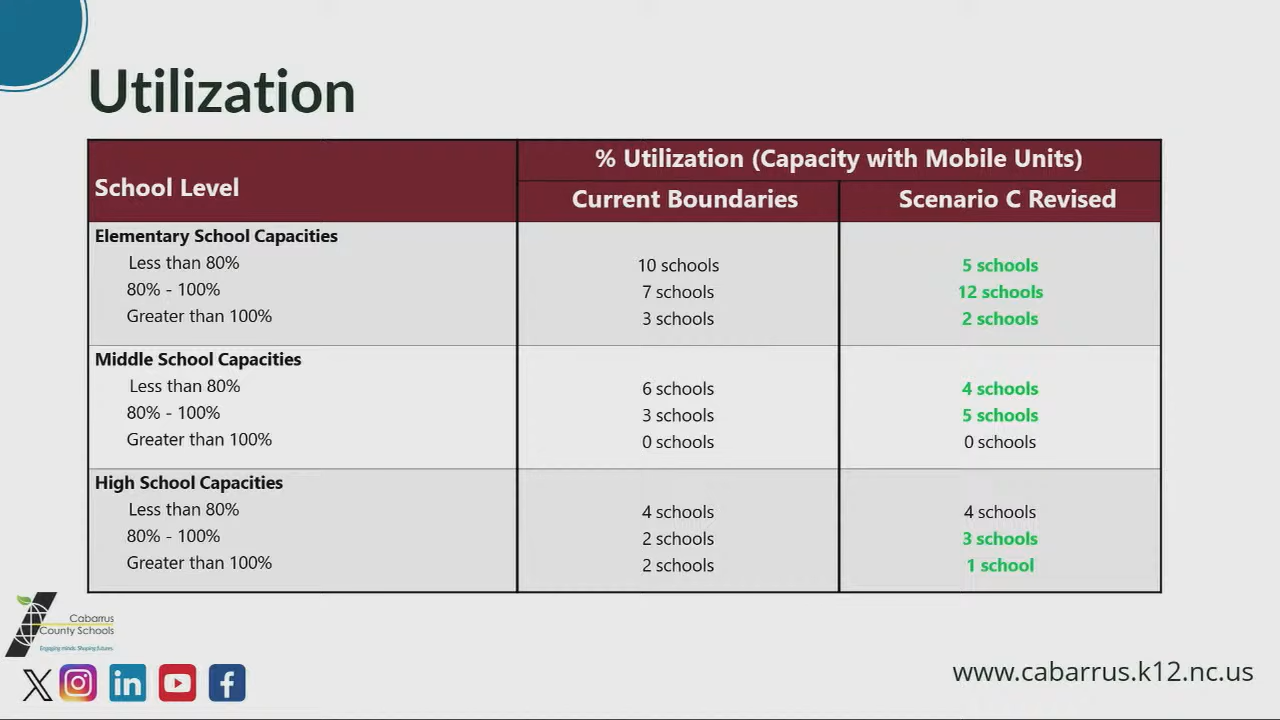 Utilization
School Level
% Utilization (Capacity with Mobile Units)
Current Boundaries
Scenario C Revised
Elementary School Capacities
Less than 80% 10 schools 5 schools
80% - 100% 7 schools 12 schools
Greater than 100% 3 schools 2 schools
Middle School Capacities
Less than 80% 6 schools 4 schools
80% - 100% 3 schools 5 schools
Greater than 100% 0 schools 0 schools
High School Capacities
Less than 80% 4 schools 4 schools
80% - 100% 2 schools 3 schools
Greater than 100% 2 schools 1 school
Cabarrus
County Schools
Engaging minds. Shaping futures.
www.cabarrus.k12.nc.us